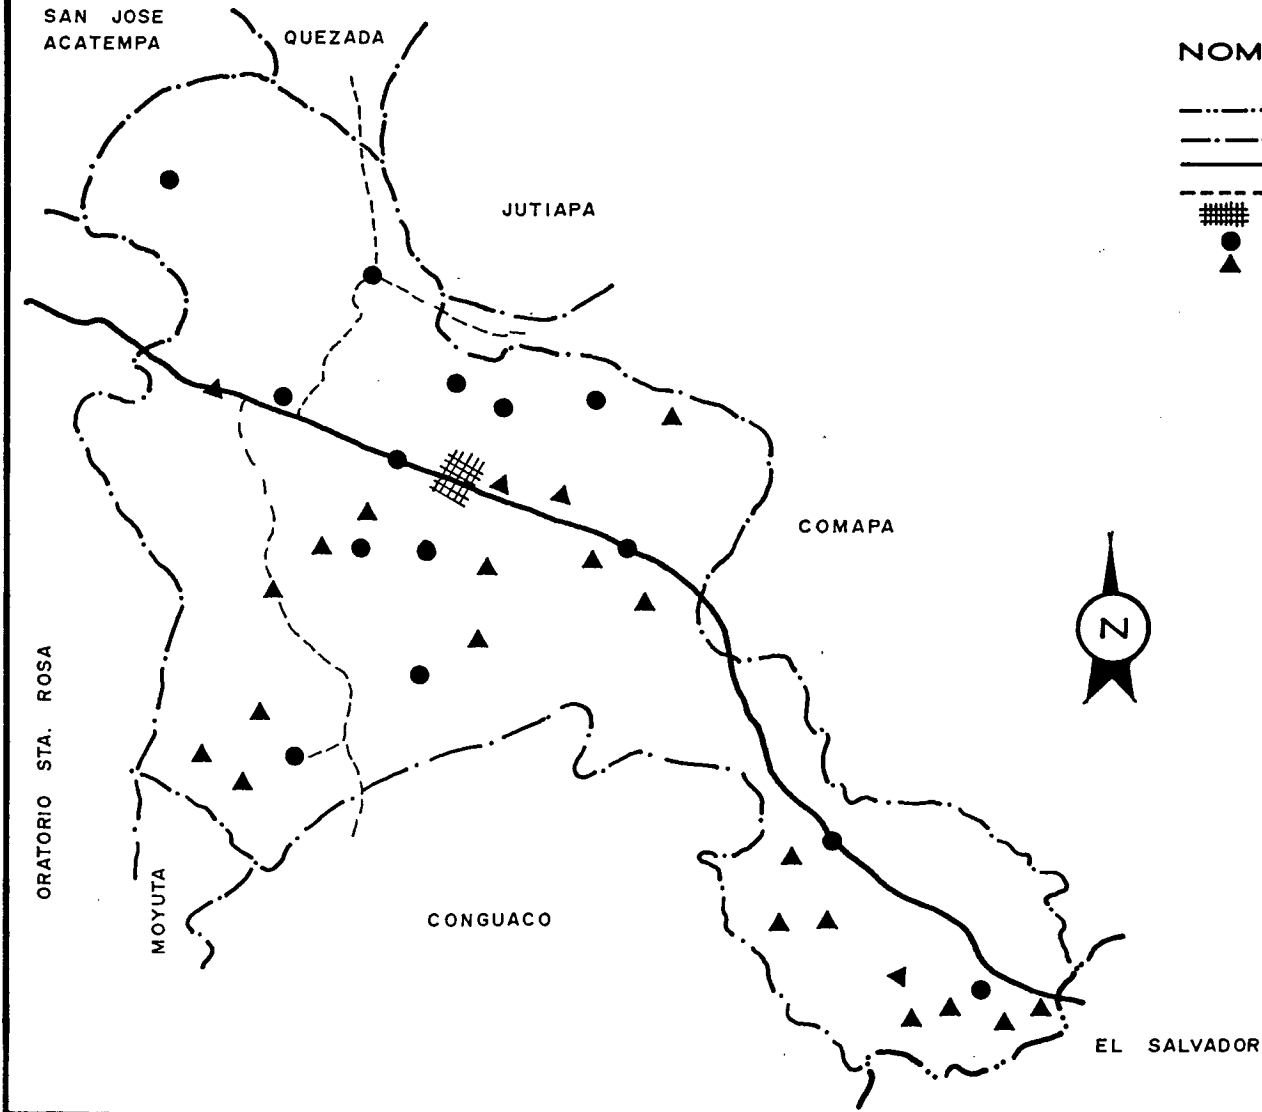 SAN JOSE
ACATEMPA
QUEZADA
NOM
JUTIAPA
COMAPA
N
ORATORIO STA. ROSA
MOYUTA
CONGUACO
EL SALVADOR